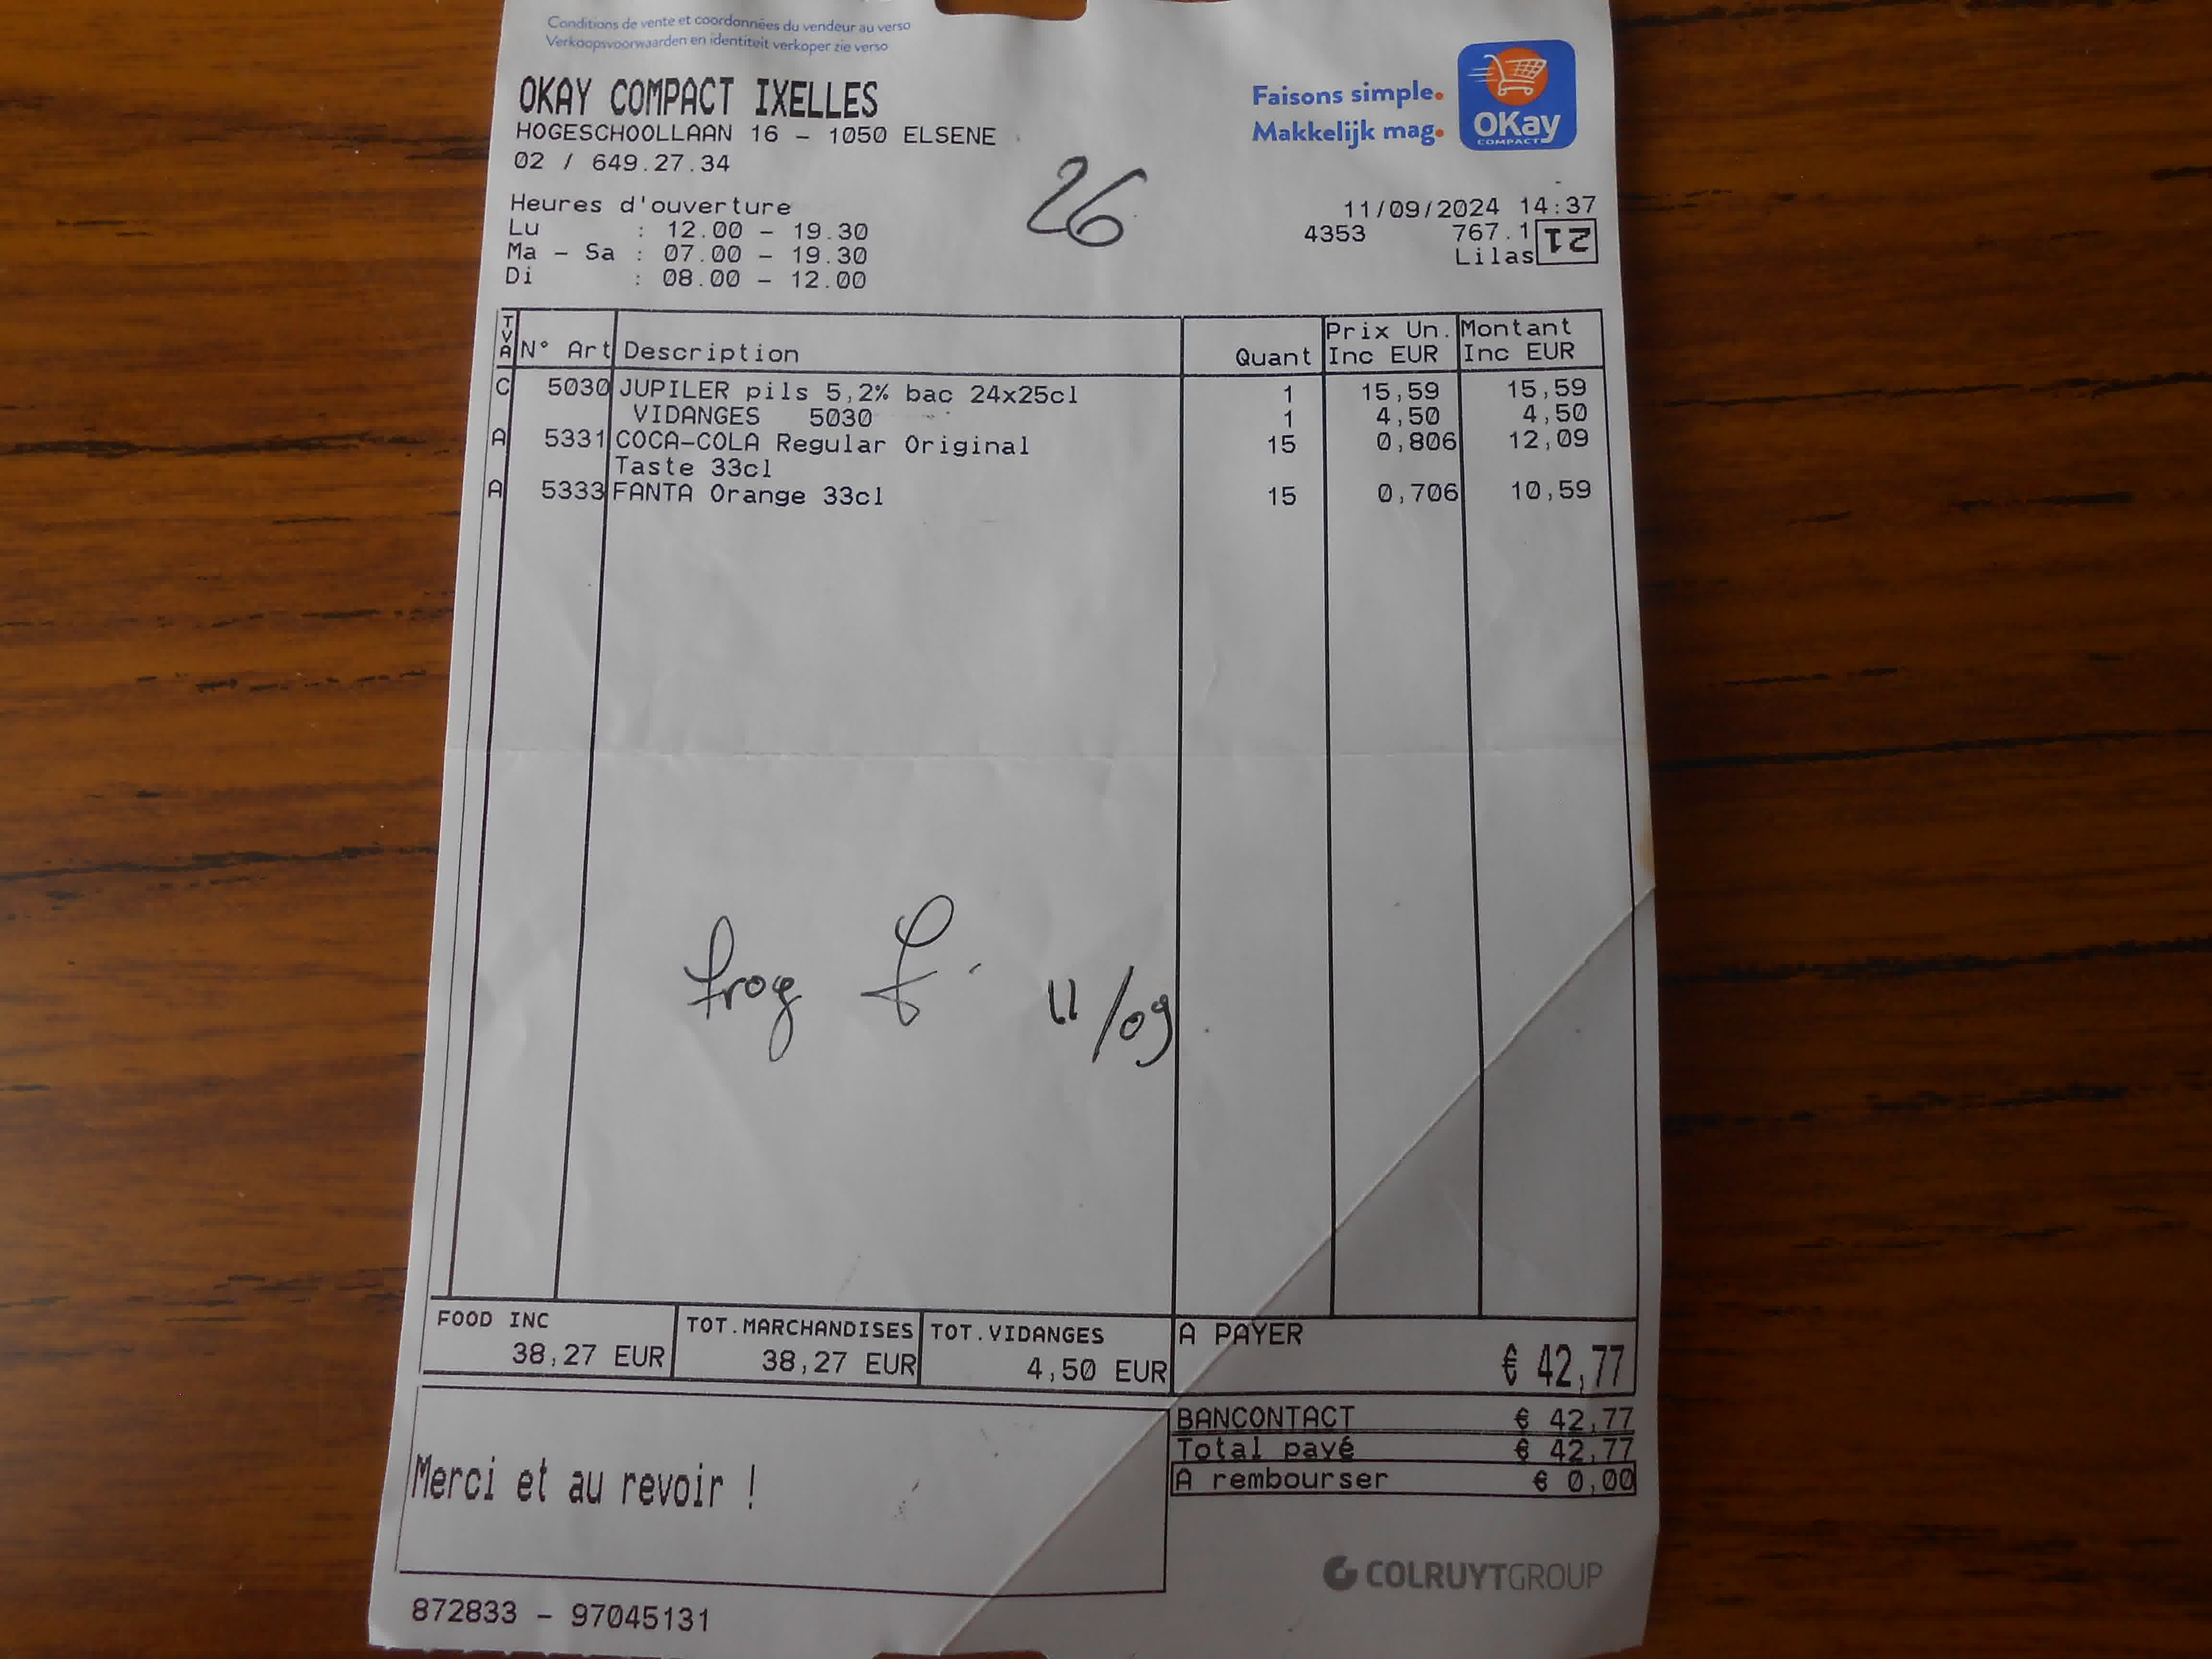 Conditions de vente et coordonnées du vendeur au verso
Verkoopsvoorwaarden en identiteit verkoper zie verso
OKAY COMPACT IXELLES
HOGESCHOOLLAAN 16 - 1050 ELSENE
02 / 649.27.34
Faisons simple.
Makkelijk mag.
OKay
COMPACT
26
Heures d'ouverture
Lu : 12.00 - 19.30
Ma - Sa : 07.00 - 19.30
Di : 08.00 - 12.00
11/09/2024 14:37
4353 767.1
Lilas 21
TVA N° Art Description Quant Prix Un. Inc EUR Montant Inc EUR
C 5030 JUPILER pils 5,2% bac 24x25cl 1 15,59 15,59
VIDANGES 5030 1 4,50 4,50
A 5331 COCA-COLA Regular Original 15 0,806 12,09
Taste 33cl
A 5333 FANTA Orange 33cl 15 0,706 10,59
frog f. 11/09
FOOD INC TOT.MARCHANDISES TOT.VIDANGES A PAYER
38,27 EUR 38,27 EUR 4,50 EUR € 42,77
BANCONTACT € 42,77
Total payé € 42,77
A rembourser € 0,00
Merci et au revoir !
COLRUYTGROUP
872833 - 97045131